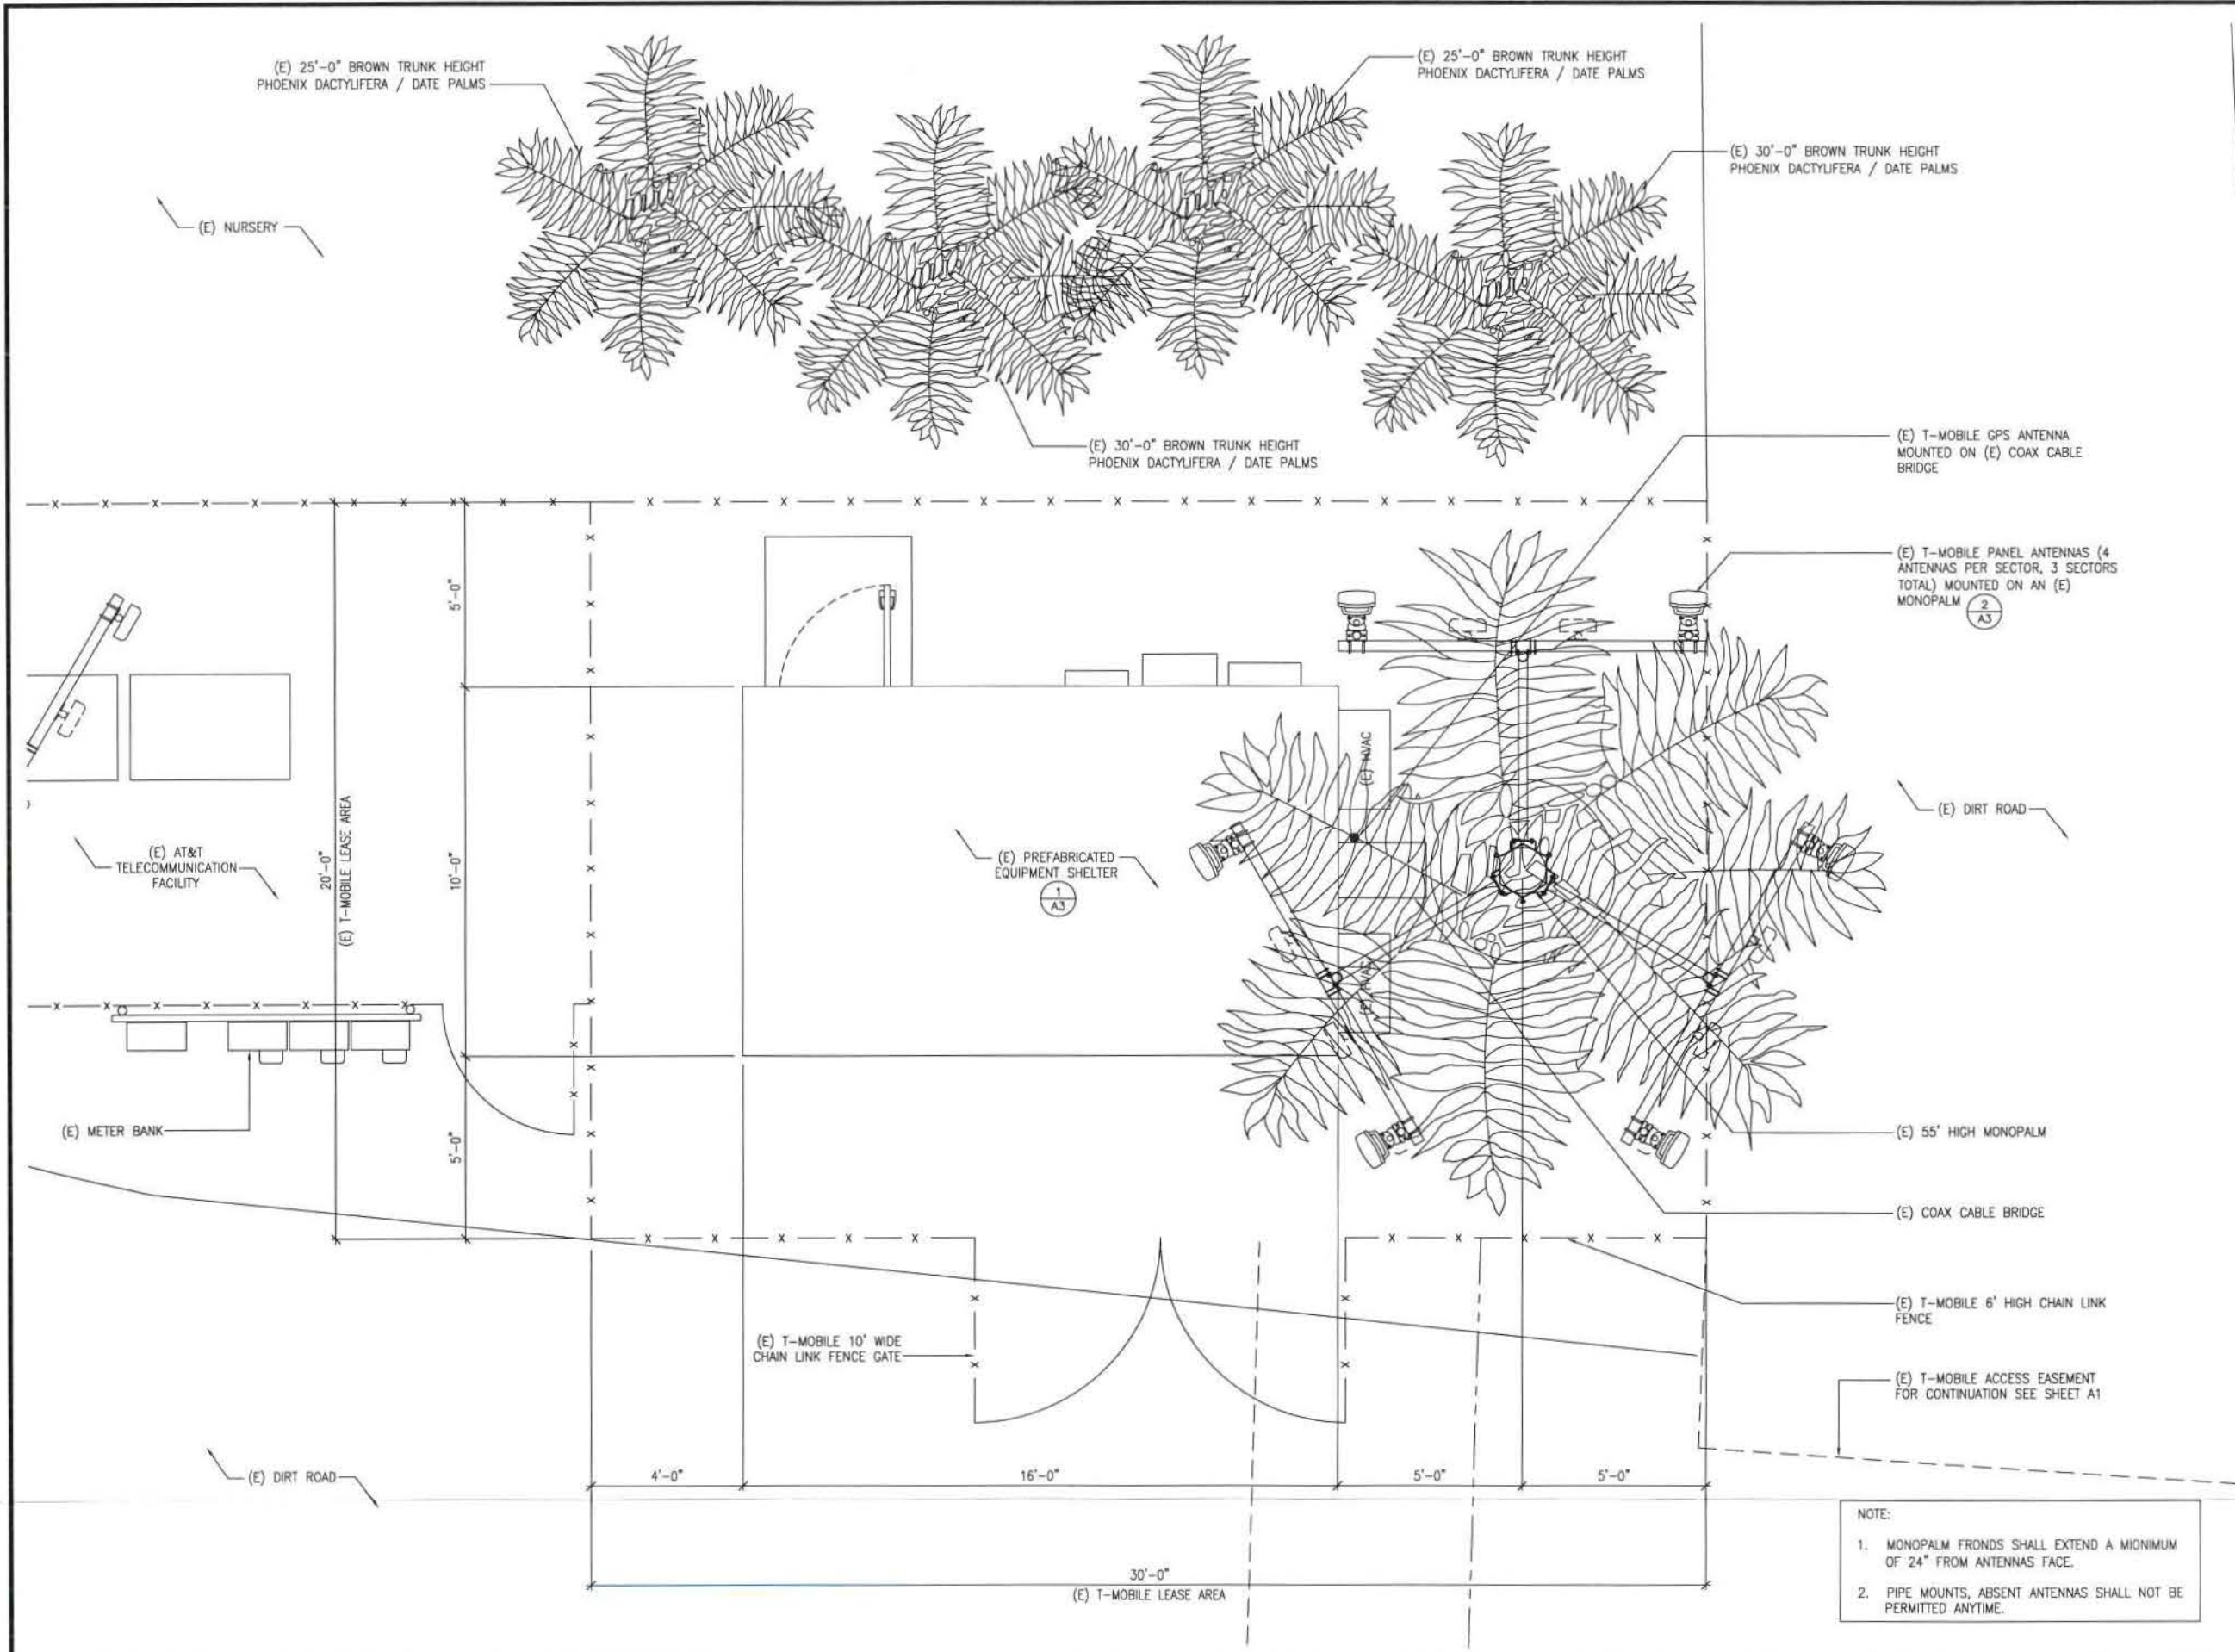 (E) 25'-0" BROWN TRUNK HEIGHT
PHOENIX DACTYLIFERA / DATE PALMS
(E) 25'-0" BROWN TRUNK HEIGHT
PHOENIX DACTYLIFERA / DATE PALMS
(E) 30'-0" BROWN TRUNK HEIGHT
PHOENIX DACTYLIFERA / DATE PALMS
(E) NURSERY
(E) 30'-0" BROWN TRUNK HEIGHT
PHOENIX DACTYLIFERA / DATE PALMS
(E) T-MOBILE GPS ANTENNA
MOUNTED ON (E) COAX CABLE
BRIDGE
(E) T-MOBILE PANEL ANTENNAS (4
ANTENNAS PER SECTOR, 3 SECTORS
TOTAL) MOUNTED ON AN (E)
MONOPALM
2
A3
5'-0"
(E) HVAC
20'-0"
(E) T-MOBILE LEASE AREA
10'-0"
(E) AT&T
TELECOMMUNICATION
FACILITY
(E) PREFABRICATED
EQUIPMENT SHELTER
1
A3
(E) DIRT ROAD
(E) HVAC
(E) METER BANK
5'-0"
(E) 55' HIGH MONOPALM
(E) COAX CABLE BRIDGE
(E) T-MOBILE 6' HIGH CHAIN LINK
FENCE
(E) T-MOBILE 10' WIDE
CHAIN LINK FENCE GATE
(E) T-MOBILE ACCESS EASEMENT
FOR CONTINUATION SEE SHEET A1
(E) DIRT ROAD
4'-0"
16'-0"
5'-0"
5'-0"
30'-0"
(E) T-MOBILE LEASE AREA
NOTE:
1. MONOPALM FRONDS SHALL EXTEND A MIONIMUM
OF 24" FROM ANTENNAS FACE.
2. PIPE MOUNTS, ABSENT ANTENNAS SHALL NOT BE
PERMITTED ANYTIME.